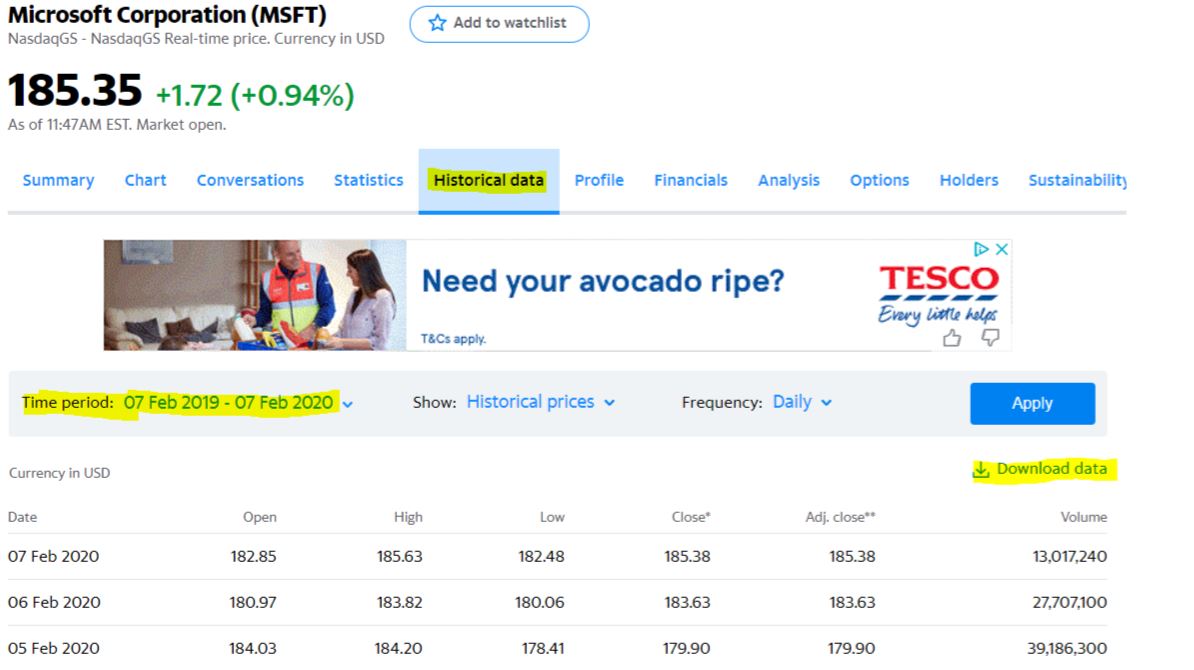 Microsoft Corporation (MSFT)
NasdaqGS - NasdaqGS Real-time price. Currency in USD
Add to watchlist
185.35 +1.72 (+0.94%)
As of 11:47AM EST. Market open.
Summary Chart Conversations Statistics Historical data Profile Financials Analysis Options Holders Sustainability
Need your avocado ripe?
T&Cs apply.
TESCO
Every little helps
Time period: 07 Feb 2019 - 07 Feb 2020 Show: Historical prices Frequency: Daily Apply
Currency in USD Download data
Date Open High Low Close* Adj. close** Volume
07 Feb 2020 182.85 185.63 182.48 185.38 185.38 13,017,240
06 Feb 2020 180.97 183.82 180.06 183.63 183.63 27,707,100
05 Feb 2020 184.03 184.20 178.41 179.90 179.90 39,186,300